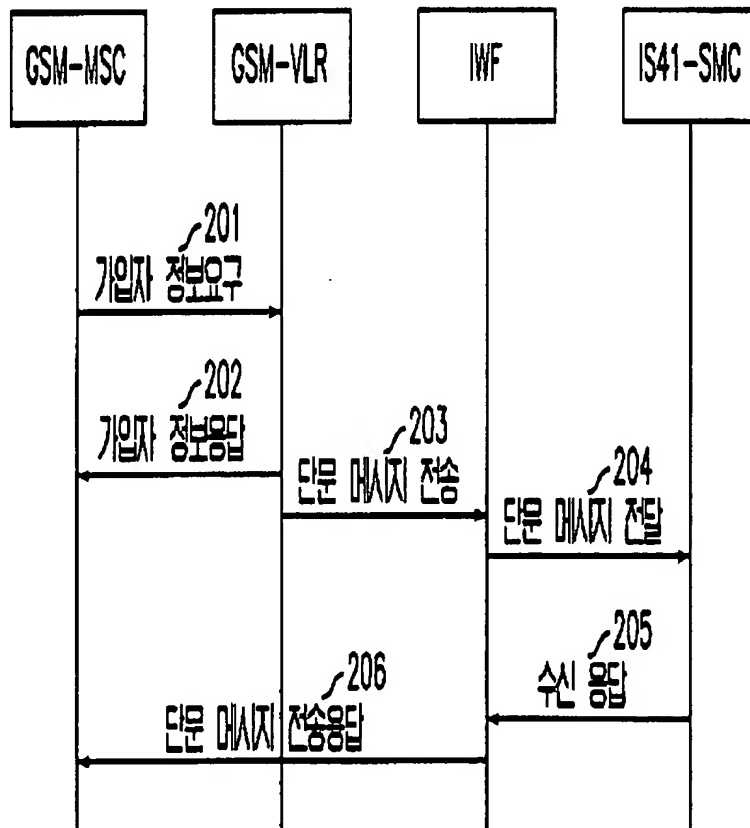 GSM-MSC GSM-VLR IWF IS41-SMC
201
가입자 정보요구
202
가입자 정보응답
203
단문 메시지 전송
204
단문 메시지 전달
205
수신 응답
206
단문 메시지 전송응답